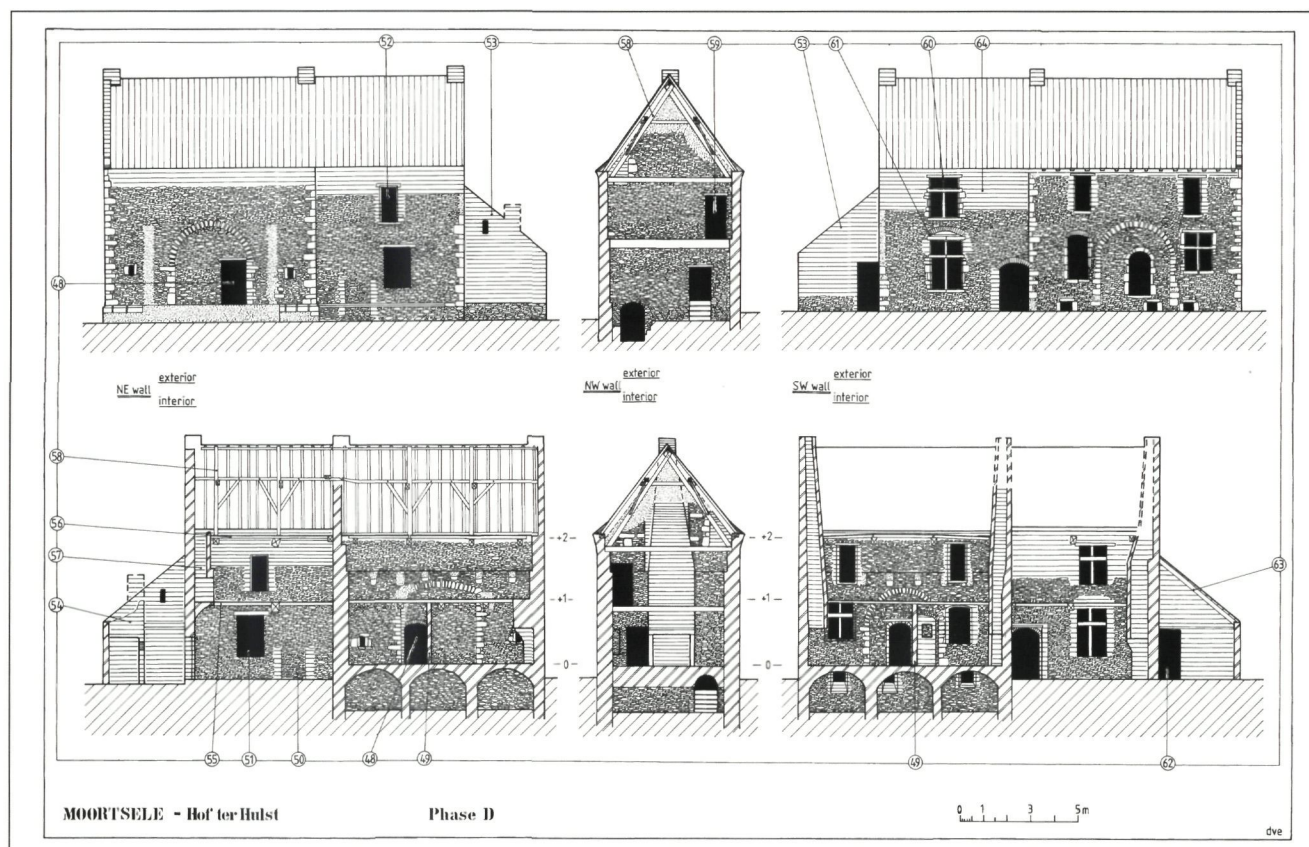 52 53 58 59 53 61 60 64
48
NE wall exterior
interior
NW wall exterior
interior
SW wall exterior
interior
58
56
57
54
+2
+1
0
+2
+1
0
63
55 51 50 48 49 49 62
MOORTSELE - Hof ter Hulst Phase D
0 1 3 5m
dve